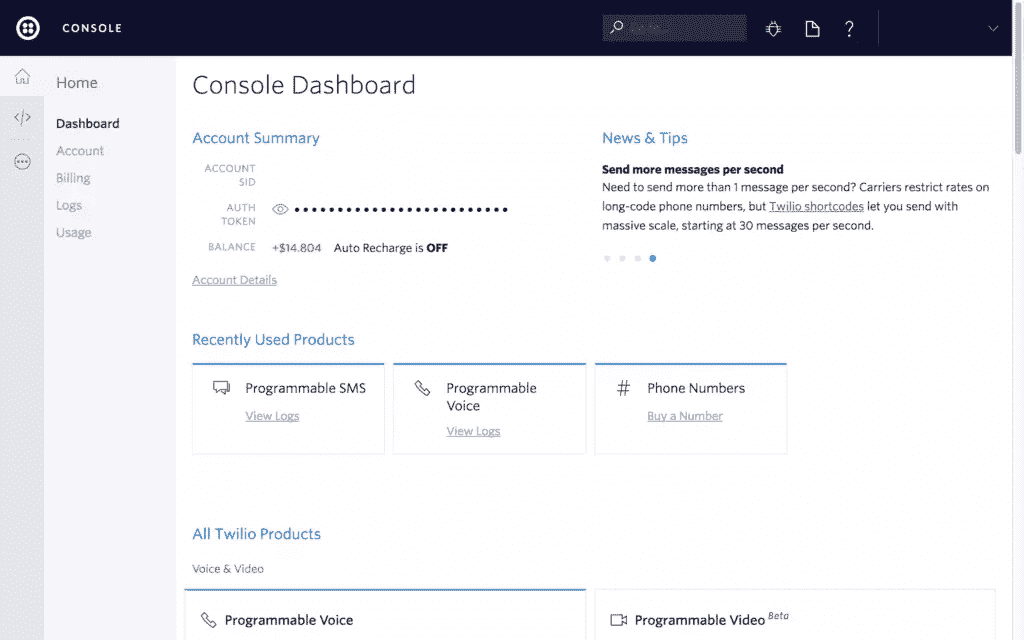 CONSOLE
Home
Dashboard
Account
Billing
Logs
Usage
Console Dashboard
Account Summary
ACCOUNT
SID
AUTH
TOKEN
BALANCE +$14.804 Auto Recharge is OFF
Account Details
News & Tips
Send more messages per second
Need to send more than 1 message per second? Carriers restrict rates on
long-code phone numbers, but Twilio shortcodes let you send with
massive scale, starting at 30 messages per second.
Recently Used Products
Programmable SMS
View Logs
Programmable
Voice
View Logs
Phone Numbers
Buy a Number
All Twilio Products
Voice & Video
Programmable Voice
Programmable Video Beta